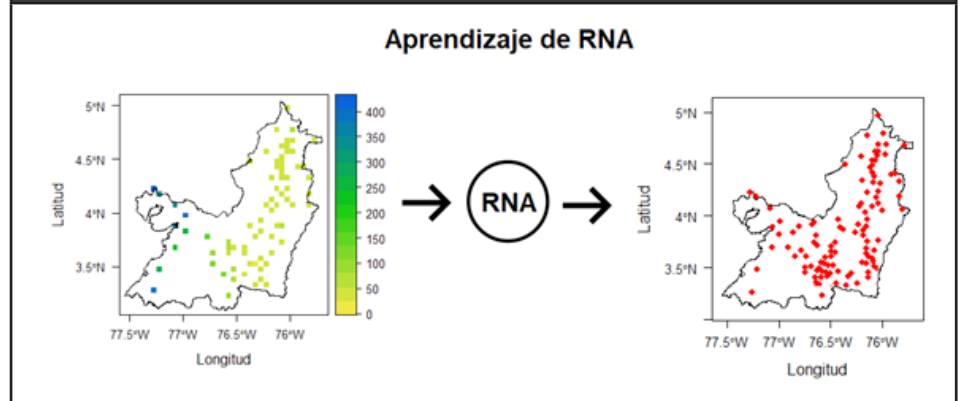 Aprendizaje de RNA
5°N
4.5°N
4°N
3.5°N
Latitud
77.5°W 77°W 76.5°W 76°W
Longitud
400
350
300
250
200
150
100
50
0
RNA
5°N
4.5°N
4°N
3.5°N
Latitud
77.5°W 77°W 76.5°W 76°W
Longitud